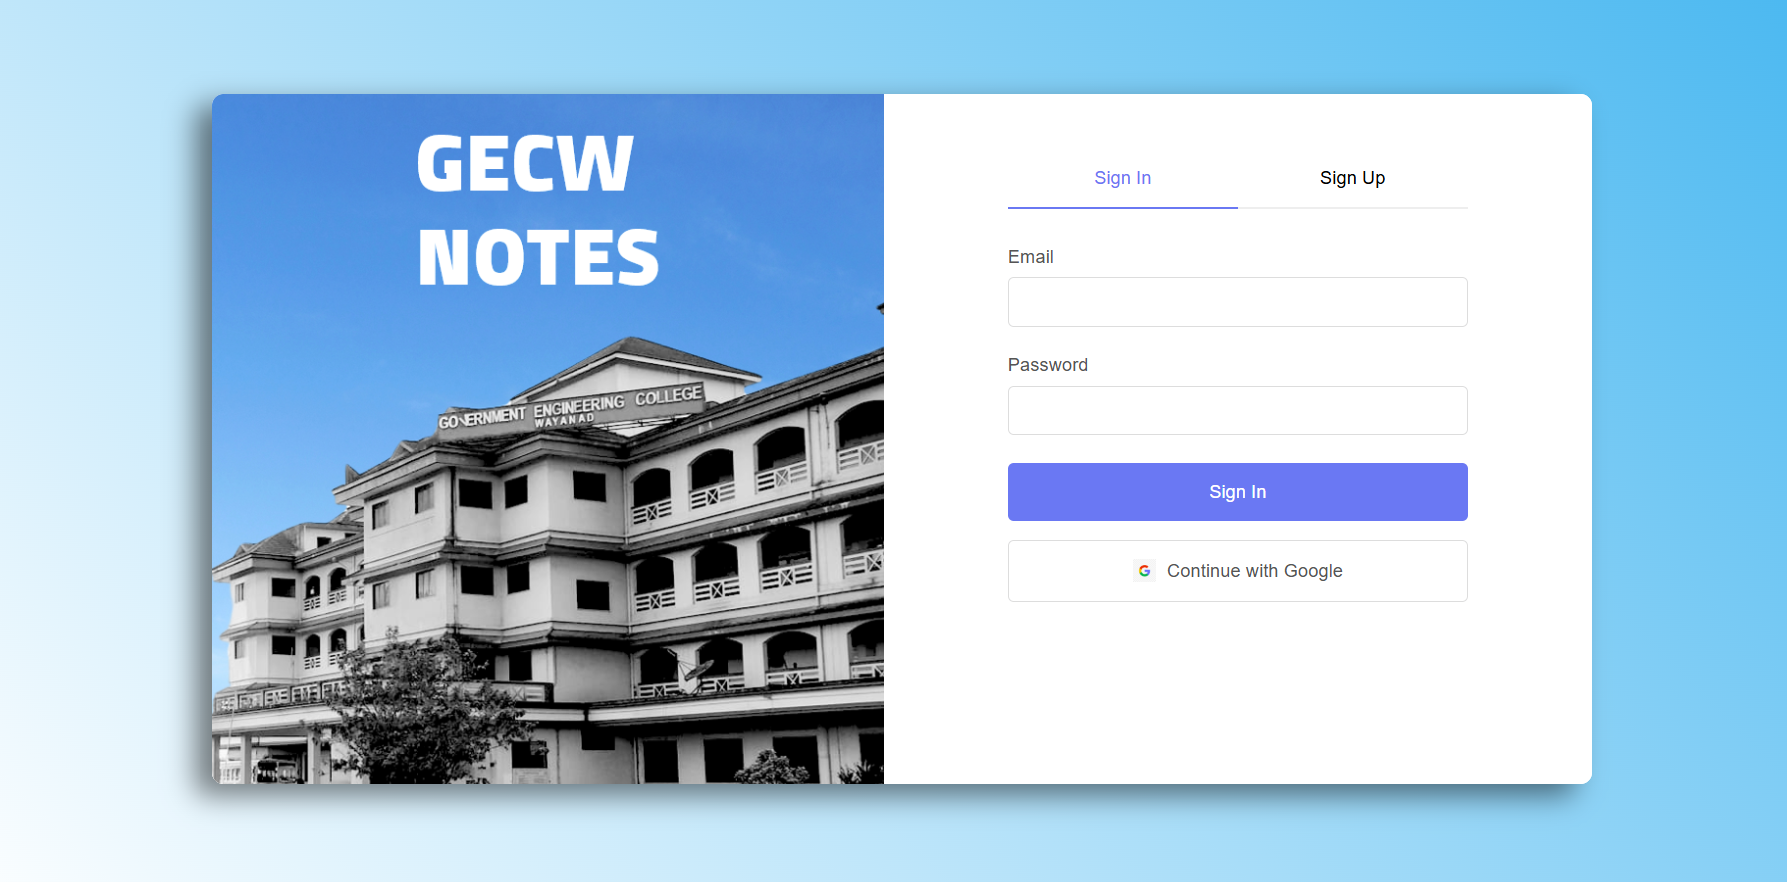 GECW
NOTES
GOVERNMENT ENGINEERING COLLEGE
WAYANAD
Sign In
Sign Up
Email
Password
Sign In
Continue with Google